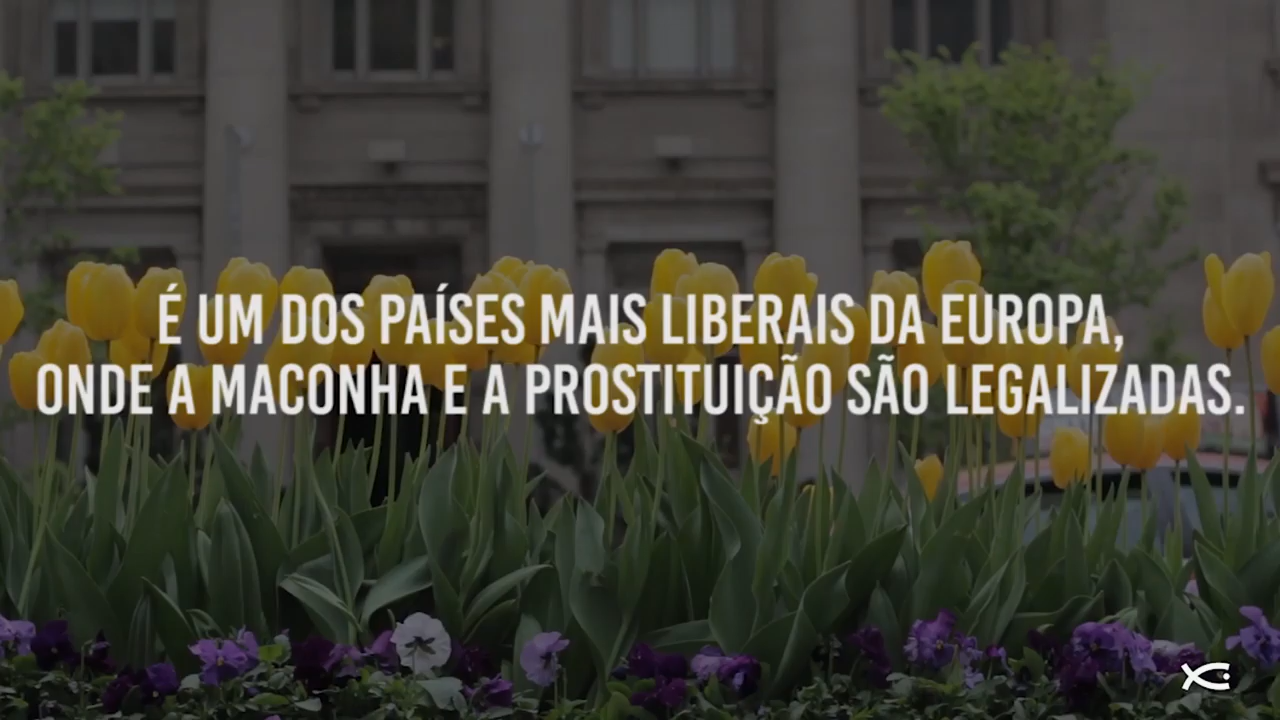 É UM DOS PAÍSES MAIS LIBERAIS DA EUROPA,
ONDE A MACONHA E A PROSTITUIÇÃO SÃO LEGALIZADAS.